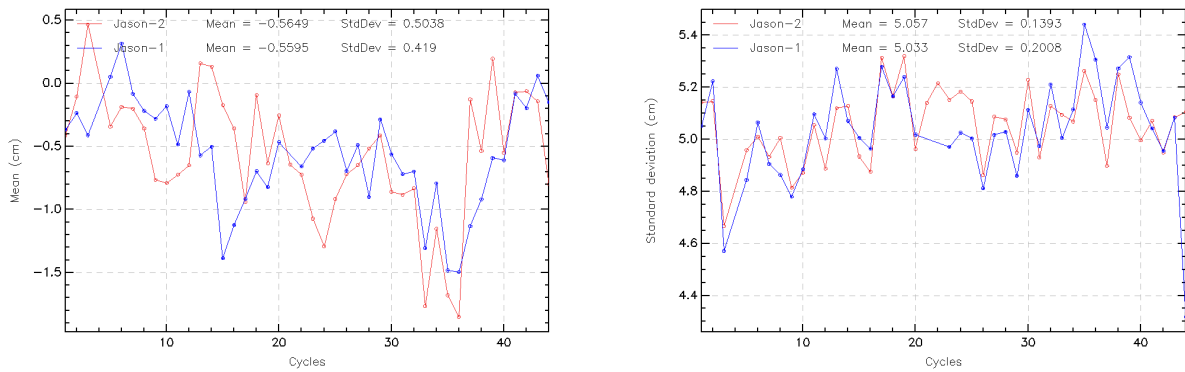 Jason-2 Mean = -0.5649 StdDev = 0.5038
Jason-1 Mean = -0.5595 StdDev = 0.419
0.5
0.0
-0.5
-1.0
-1.5
Mean (cm)
10 20 30 40
Cycles
Jason-2 Mean = 5.057 StdDev = 0.1393
Jason-1 Mean = 5.033 StdDev = 0.2008
5.4
5.2
5.0
4.8
4.6
4.4
Standard deviation (cm)
10 20 30 40
Cycles